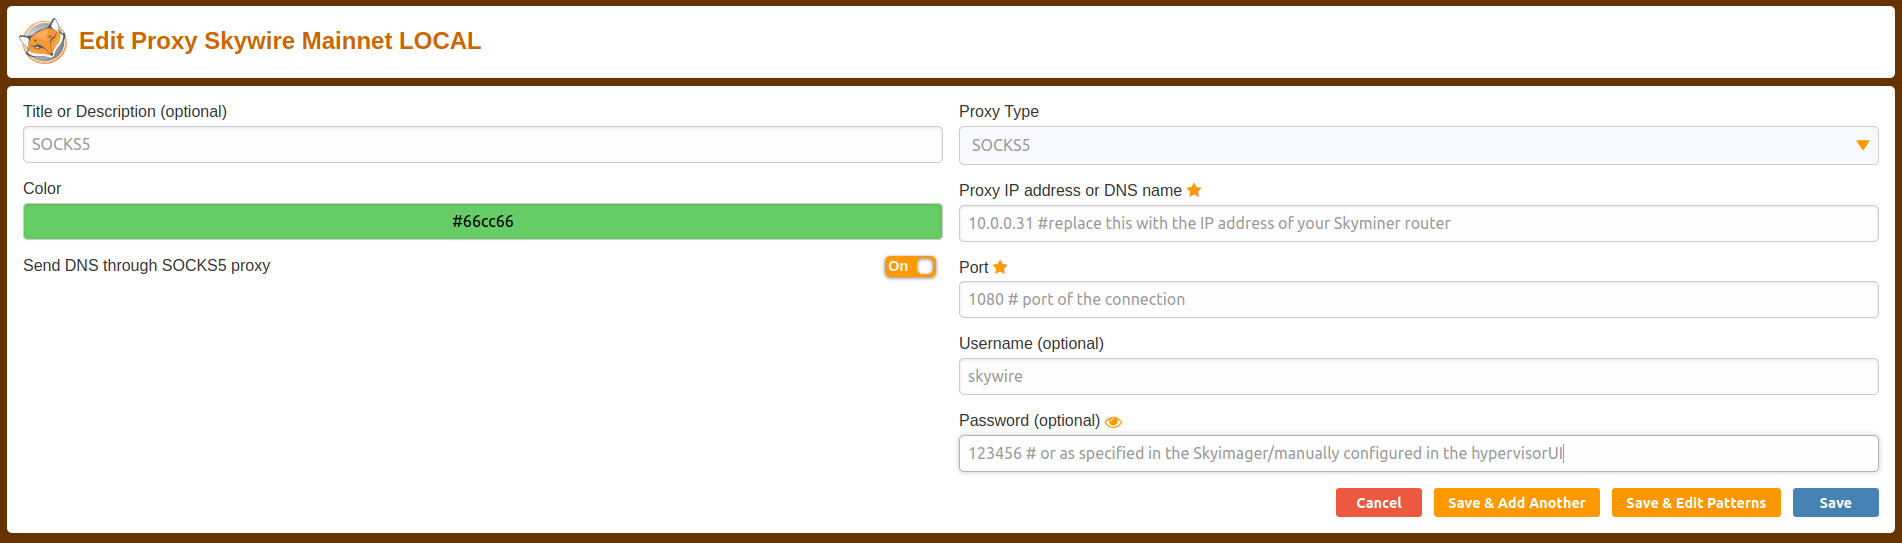 Edit Proxy Skywire Mainnet LOCAL
Title or Description (optional)
SOCKS5
Color
#66cc66
Send DNS through SOCKS5 proxy
On
Proxy Type
SOCKS5
Proxy IP address or DNS name
10.0.0.31 #replace this with the IP address of your Skyminer router
Port
1080 # port of the connection
Username (optional)
skywire
Password (optional)
123456 # or as specified in the Skyimager/manually configured in the hypervisorUI
Cancel
Save & Add Another
Save & Edit Patterns
Save